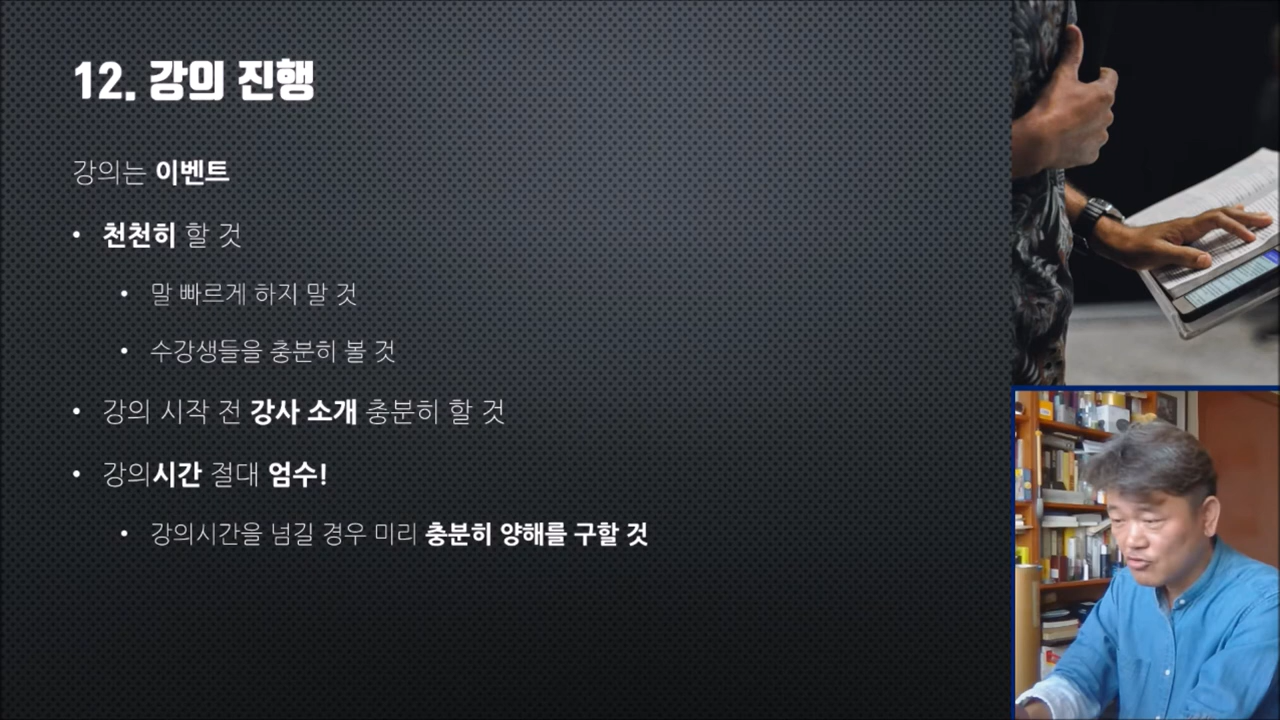 12. 강의 진행
강의는 이벤트
• 천천히 할 것
• 말 빠르게 하지 말 것
• 수강생들을 충분히 볼 것
• 강의 시작 전 강사 소개 충분히 할 것
• 강의시간 절대 엄수!
• 강의시간을 넘길 경우 미리 충분히 양해를 구할 것